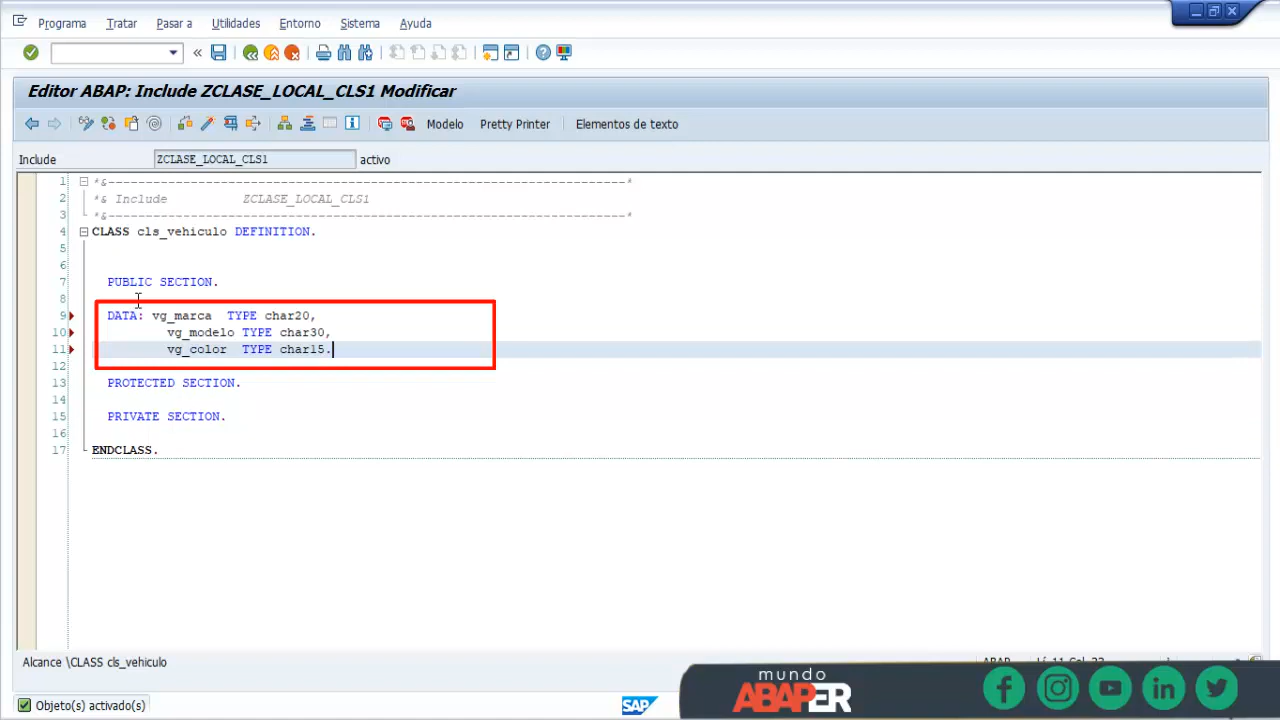 Programa Tratar Pasar a Utilidades Entorno Sistema Ayuda
Editor ABAP: Include ZCLASE_LOCAL_CLS1 Modificar
Modelo Pretty Printer Elementos de texto
Include ZCLASE_LOCAL_CLS1 activo
1 *&---------------------------------------------------------------------*
2 *& Include ZCLASE_LOCAL_CLS1
3 *&---------------------------------------------------------------------*
4 CLASS cls_vehiculo DEFINITION.
5
6
7 PUBLIC SECTION.
8
9 DATA: vg_marca TYPE char20,
10 vg_modelo TYPE char30,
11 vg_color TYPE char15.
12
13 PROTECTED SECTION.
14
15 PRIVATE SECTION.
16
17 ENDCLASS.
Alcance \CLASS cls_vehiculo
Objeto(s) activado(s)
SAP
mundo
ABAPER